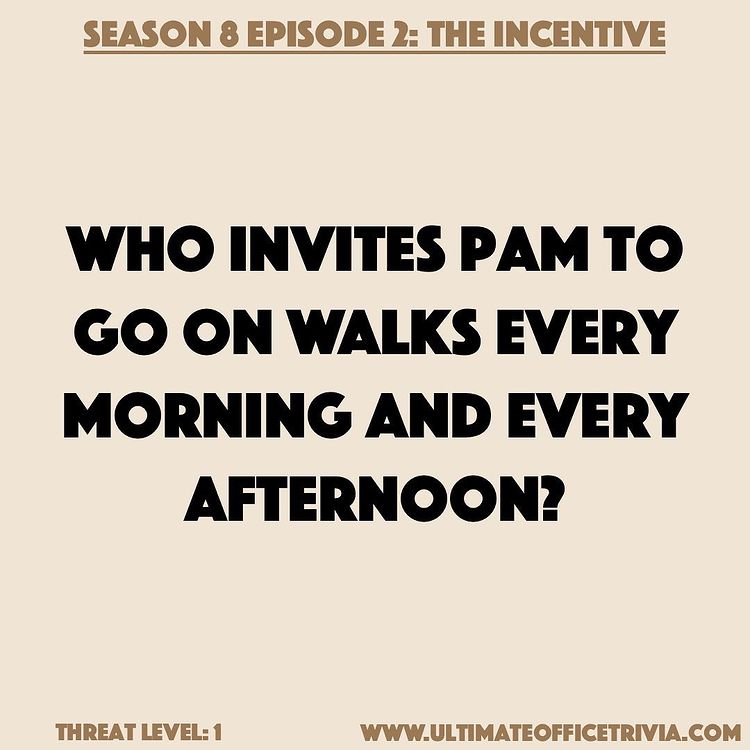 SEASON 8 EPISODE 2: THE INCENTIVE
WHO INVITES PAM TO
GO ON WALKS EVERY
MORNING AND EVERY
AFTERNOON?
THREAT LEVEL: 1
WWW.ULTIMATEOFFICETRIVIA.COM